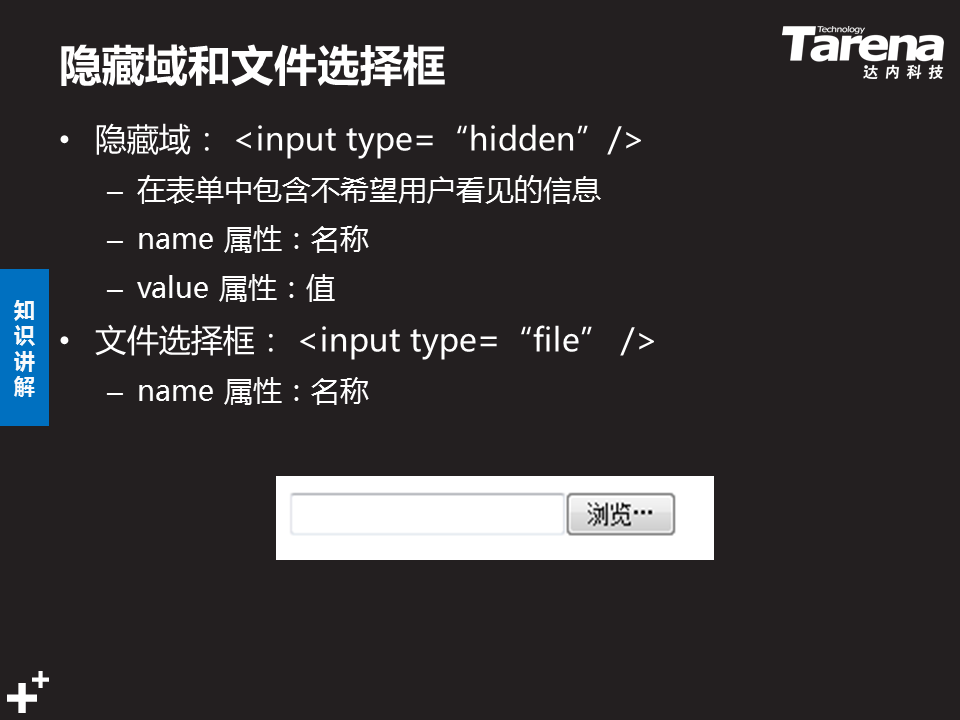 隐藏域和文件选择框
Technology
Tarena
达内科技
• 隐藏域： <input type=“hidden”/>
– 在表单中包含不希望用户看见的信息
– name 属性：名称
– value 属性：值
• 文件选择框： <input type=“file” />
– name 属性：名称
知识讲解
浏览…